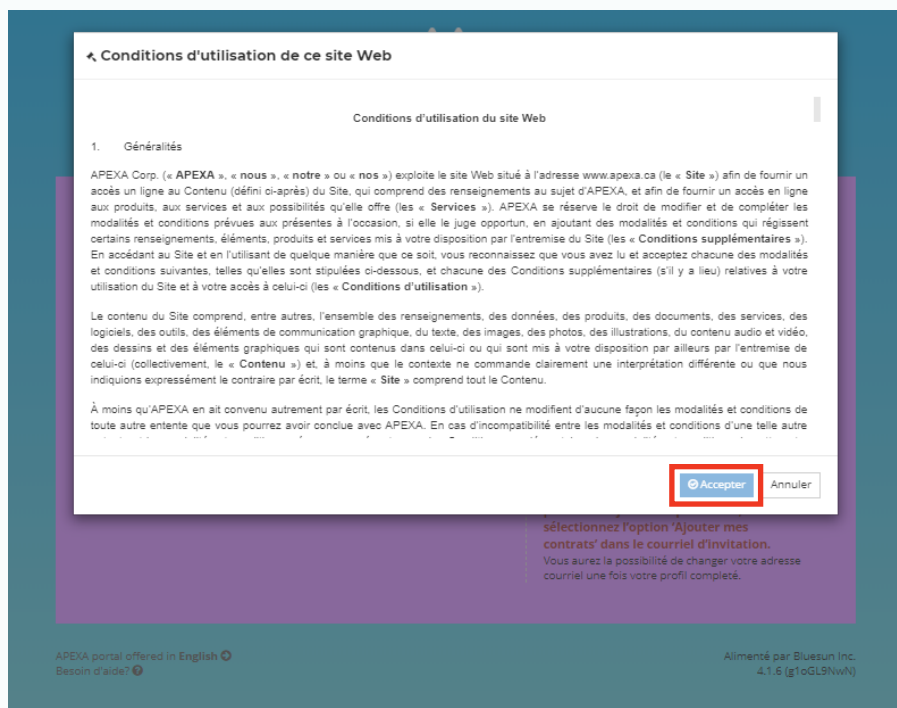 Conditions d'utilisation de ce site Web
Conditions d'utilisation du site Web
1. Généralités
APEXA Corp. (« APEXA », « nous », « notre » ou « nos ») exploite le site Web situé à l'adresse www.apexa.ca (le « Site ») afin de fournir un
accès un ligne au Contenu (défini ci-après) du Site, qui comprend des renseignements au sujet d'APEXA, et afin de fournir un accès en ligne
aux produits, aux services et aux possibilités qu'elle offre (les « Services »). APEXA se réserve le droit de modifier et de compléter les
modalités et conditions prévues aux présentes à l'occasion, si elle le juge opportun, en ajoutant des modalités et conditions qui régissent
certains renseignements, éléments, produits et services mis à votre disposition par l'entremise du Site (les « Conditions supplémentaires »).
En accédant au Site et en l'utilisant de quelque manière que ce soit, vous reconnaissez que vous avez lu et acceptez chacune des modalités
et conditions suivantes, telles qu'elles sont stipulées ci-dessous, et chacune des Conditions supplémentaires (s'il y a lieu) relatives à votre
utilisation du Site et à votre accès à celui-ci (les « Conditions d'utilisation »).
Le contenu du Site comprend, entre autres, l'ensemble des renseignements, des données, des produits, des documents, des services, des
logiciels, des outils, des éléments de communication graphique, du texte, des images, des photos, des illustrations, du contenu audio et vidéo,
des dessins et des éléments graphiques qui sont contenus dans celui-ci ou qui sont mis à votre disposition par ailleurs par l'entremise de
celui-ci (collectivement, le « Contenu ») et, à moins que le contexte ne commande clairement une interprétation différente ou que nous
indiquions expressément le contraire par écrit, le terme « Site » comprend tout le Contenu.
À moins qu'APEXA en ait convenu autrement par écrit, les Conditions d'utilisation ne modifient d'aucune façon les modalités et conditions de
toute autre entente que vous pourrez avoir conclue avec APEXA. En cas d'incompatibilité entre les modalités et conditions d'une telle autre
Accepter Annuler
sélectionnez l'option 'Ajouter mes
contrats' dans le courriel d'invitation.
Vous aurez la possibilité de changer votre adresse
courriel une fois votre profil completé.
APEXA portal offered in English
Besoin d'aide?
Alimenté par Bluesun Inc.
4.1.6 (g1oGL9NwN)